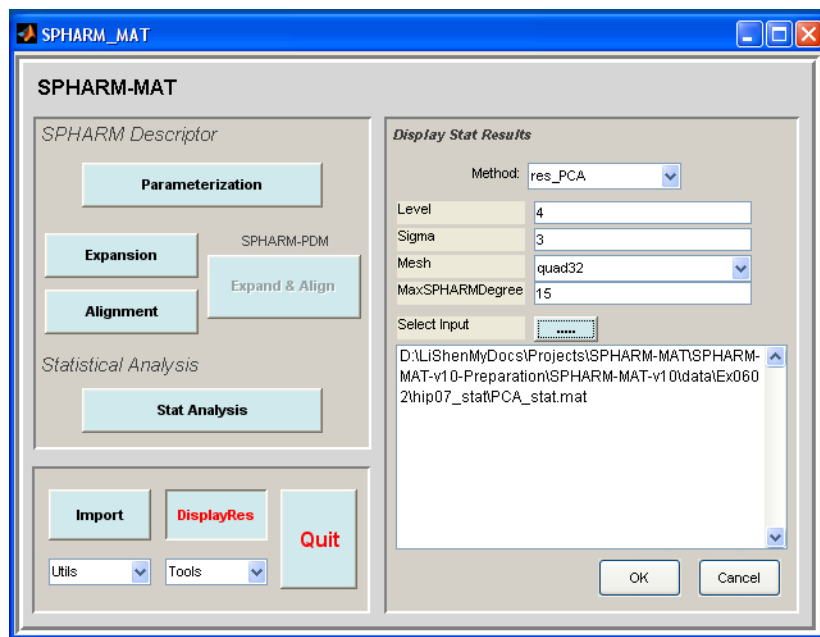 SPHARM_MAT
SPHARM-MAT
SPHARM Descriptor
Parameterization
Expansion
SPHARM-PDM
Expand & Align
Alignment
Statistical Analysis
Stat Analysis
Import
DisplayRes
Quit
Utils
Tools
Display Stat Results
Method: res_PCA
Level 4
Sigma 3
Mesh quad32
MaxSPHARMDegree 15
Select Input .....
D:\LiShenMyDocs\Projects\SPHARM-MAT\SPHARM-
MAT-v10-Preparation\SPHARM-MAT-v10\data\Ex060
2\hip07_stat\PCA_stat.mat
OK
Cancel